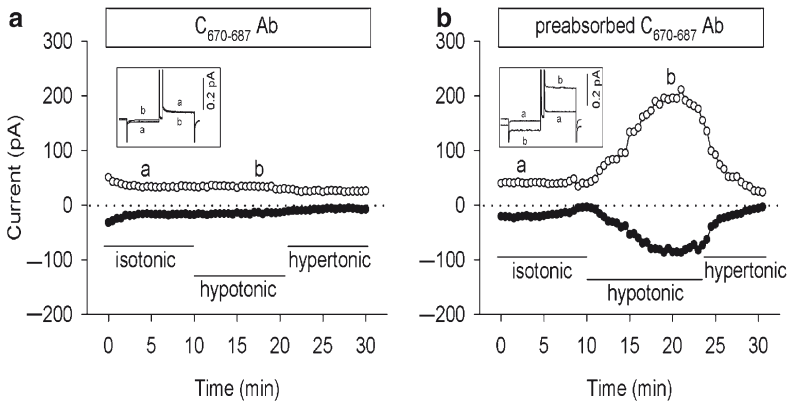 a
C670-687 Ab
300
200
100
0
–100
–200
Current (pA)
b
a
a
b
0.2 pA
a
b
isotonic
hypotonic
hypertonic
0 5 10 15 20 25 30
Time (min)
b
preabsorbed C670-687 Ab
300
200
100
0
–100
–200
b
a
a
b
0.2 pA
a
b
isotonic
hypotonic
hypertonic
0 5 10 15 20 25 30
Time (min)